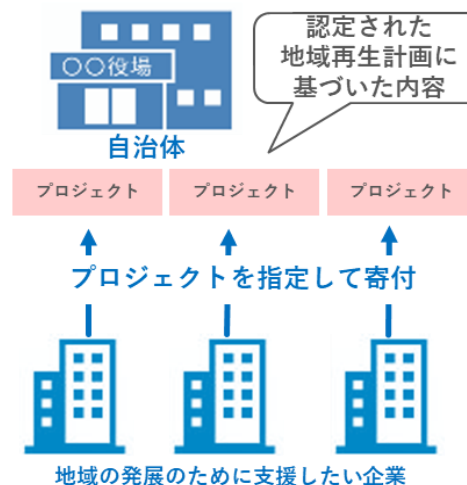 認定された
地域再生計画に
基づいた内容
〇〇役場
自治体
プロジェクト
プロジェクト
プロジェクト
プロジェクトを指定して寄付
地域の発展のために支援したい企業